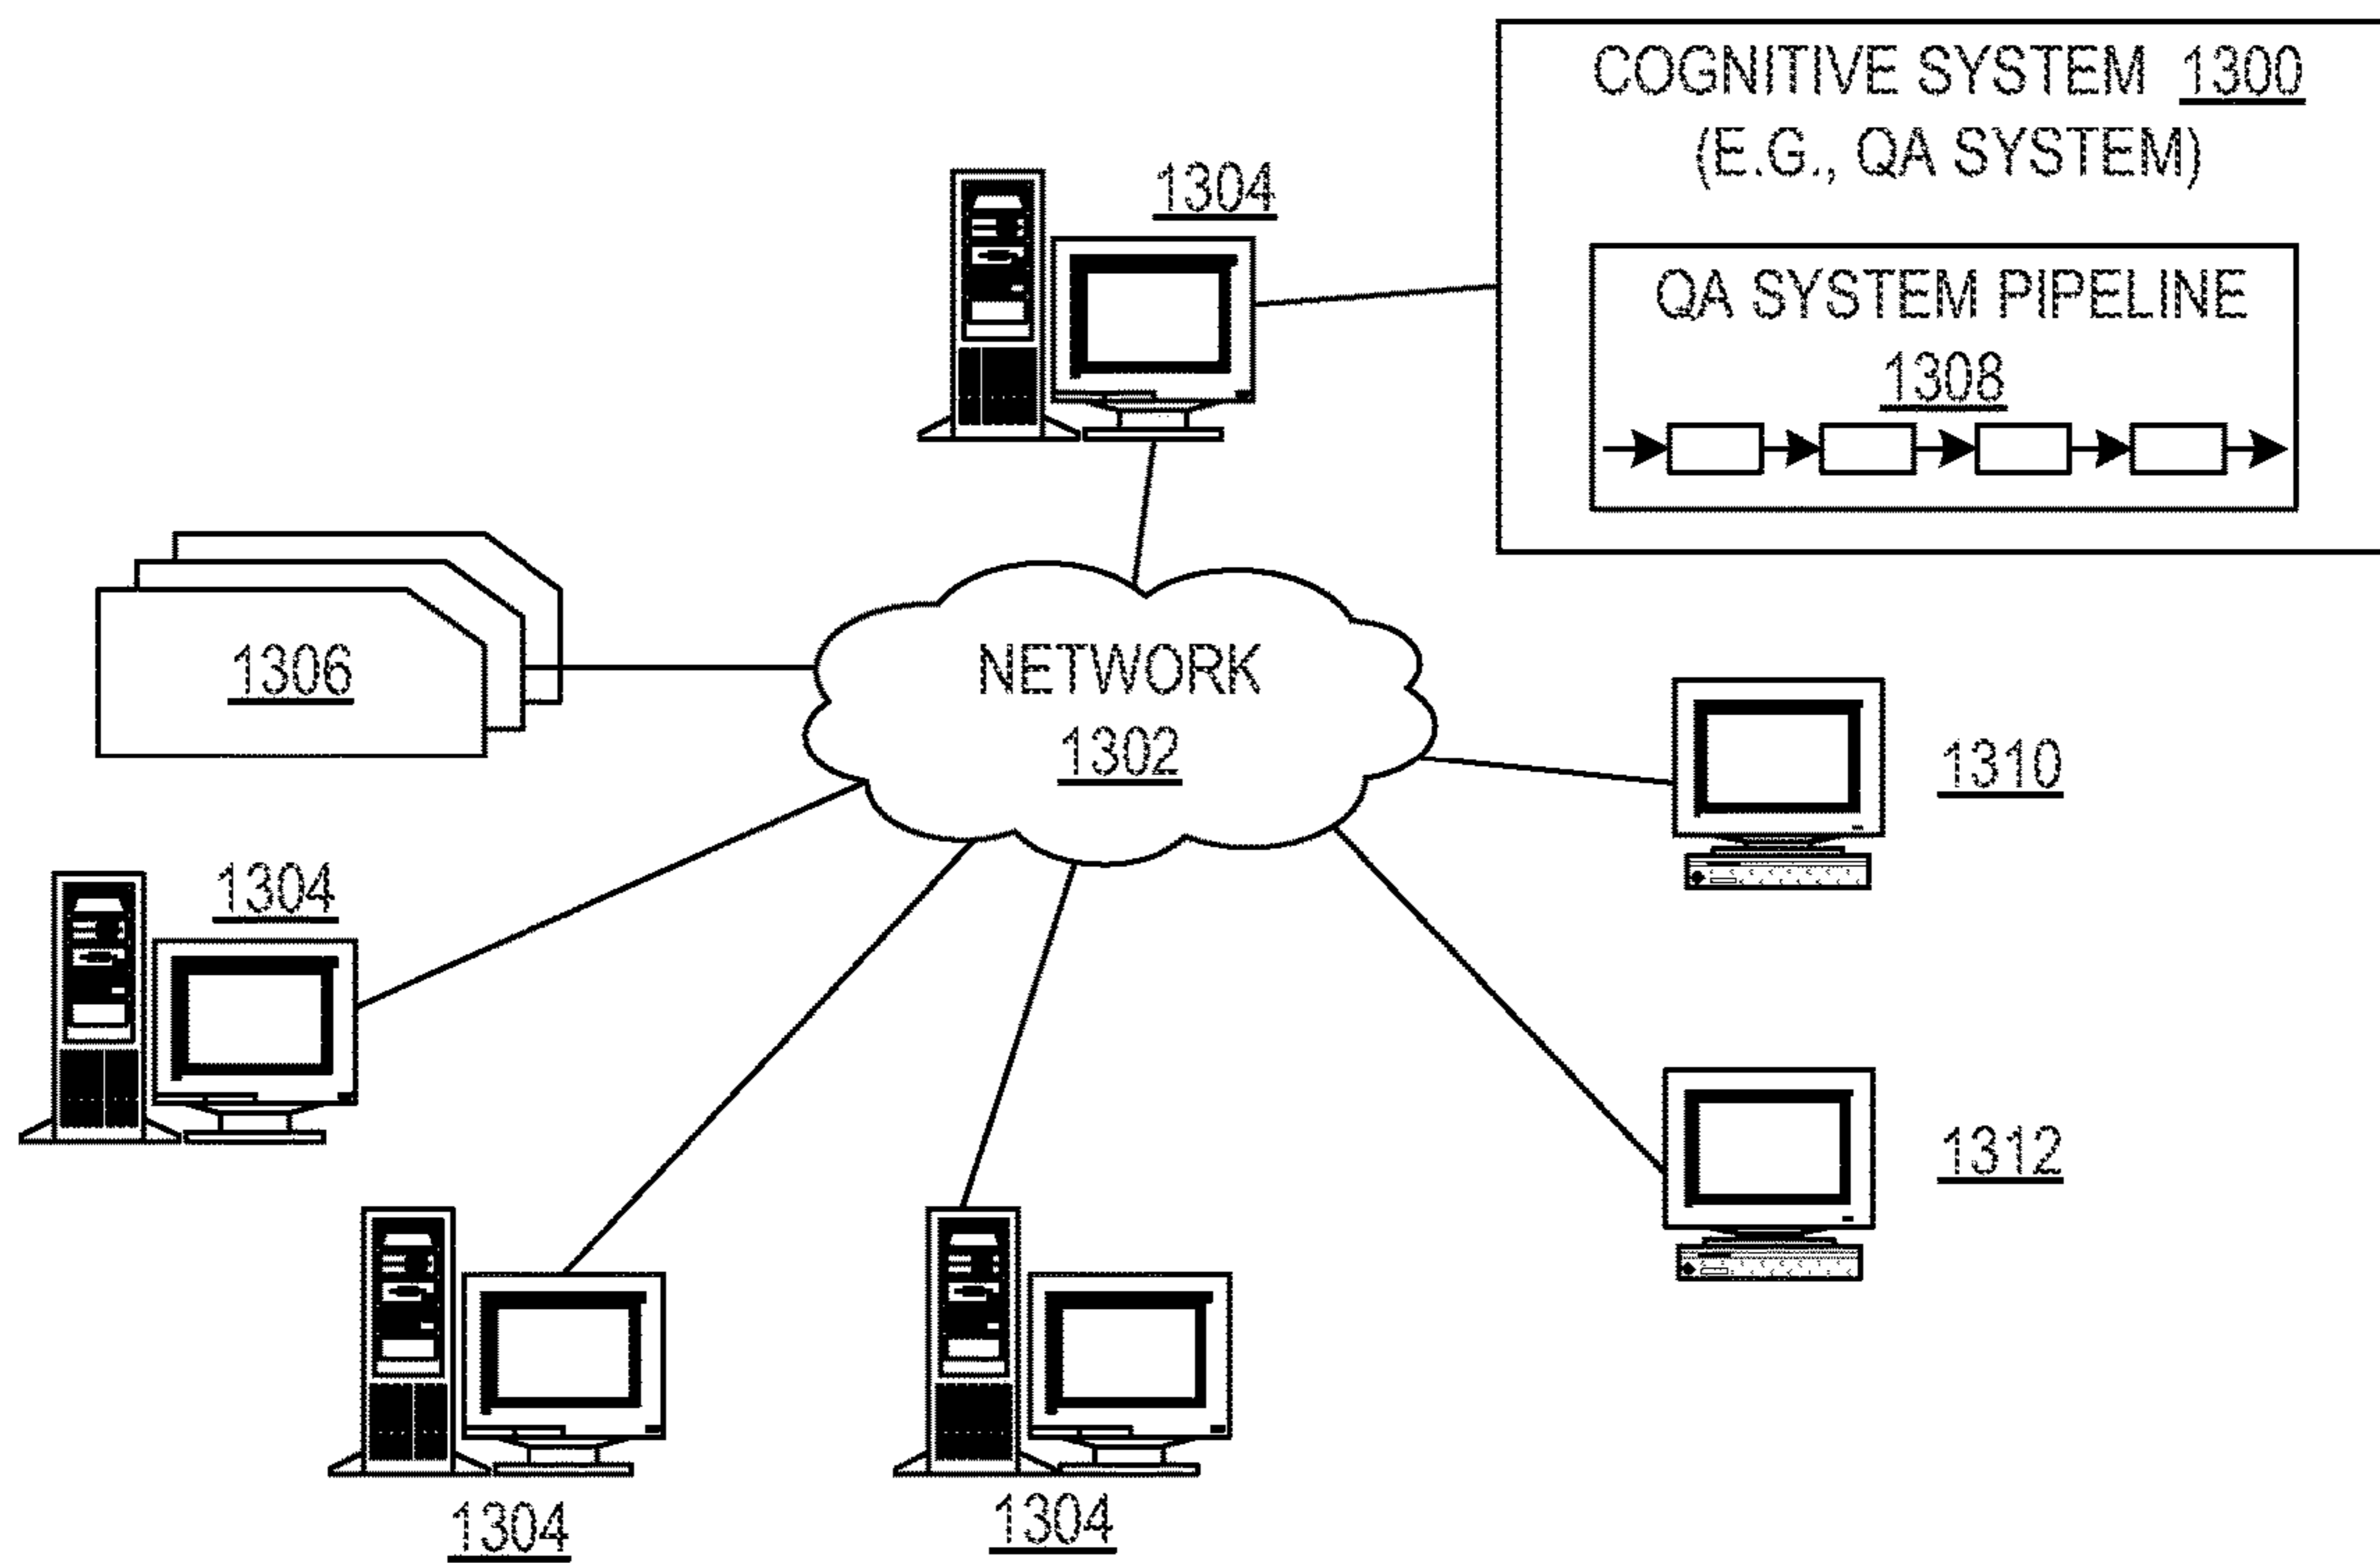 COGNITIVE SYSTEM 1300
(E.G., QA SYSTEM)
QA SYSTEM PIPELINE
1308
1304
1306
NETWORK
1302
1310
1304
1312
1304
1304